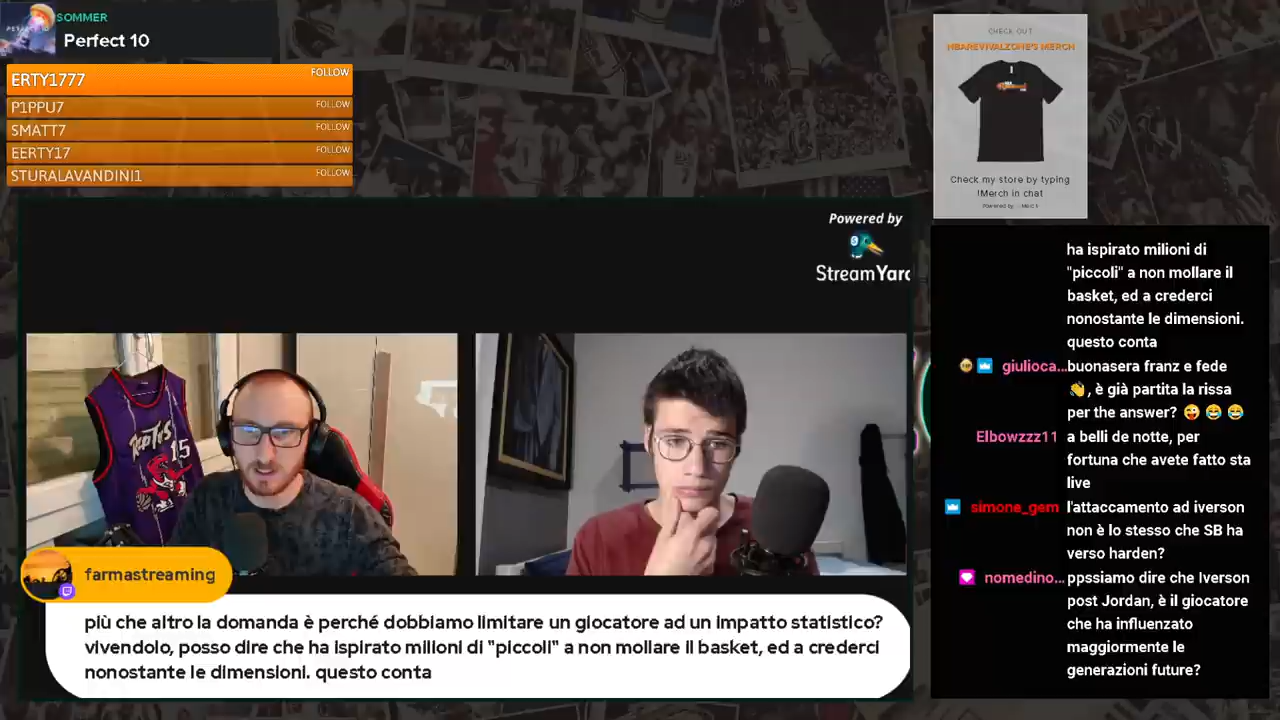 SOMMER
Perfect 10
ERTY1777 FOLLOW
P1PPU7 FOLLOW
SMATT7 FOLLOW
EERTY17 FOLLOW
STURALAVANDINI1 FOLLOW
CHECK OUT
NBAREVIVALZONE'S MERCH
Check my store by typing
!Merch in chat
Powered by
Powered by
StreamYard
RAPTORS
15
farmastreaming
più che altro la domanda è perché dobbiamo limitare un giocatore ad un impatto statistico?
vivendolo, posso dire che ha ispirato milioni di "piccoli" a non mollare il basket, ed a crederci
nonostante le dimensioni. questo conta
ha ispirato milioni di
"piccoli" a non mollare il
basket, ed a crederci
nonostante le dimensioni.
questo conta
giulioca... buonasera franz e fede
👏, è già partita la rissa
per the answer? 😜 😂 😂
Elbowzzz11 a belli de notte, per
fortuna che avete fatto sta
live
simone_gem l'attaccamento ad iverson
non è lo stesso che SB ha
verso harden?
nomedino... ppssiamo dire che Iverson
post Jordan, è il giocatore
che ha influenzato
maggiormente le
generazioni future?